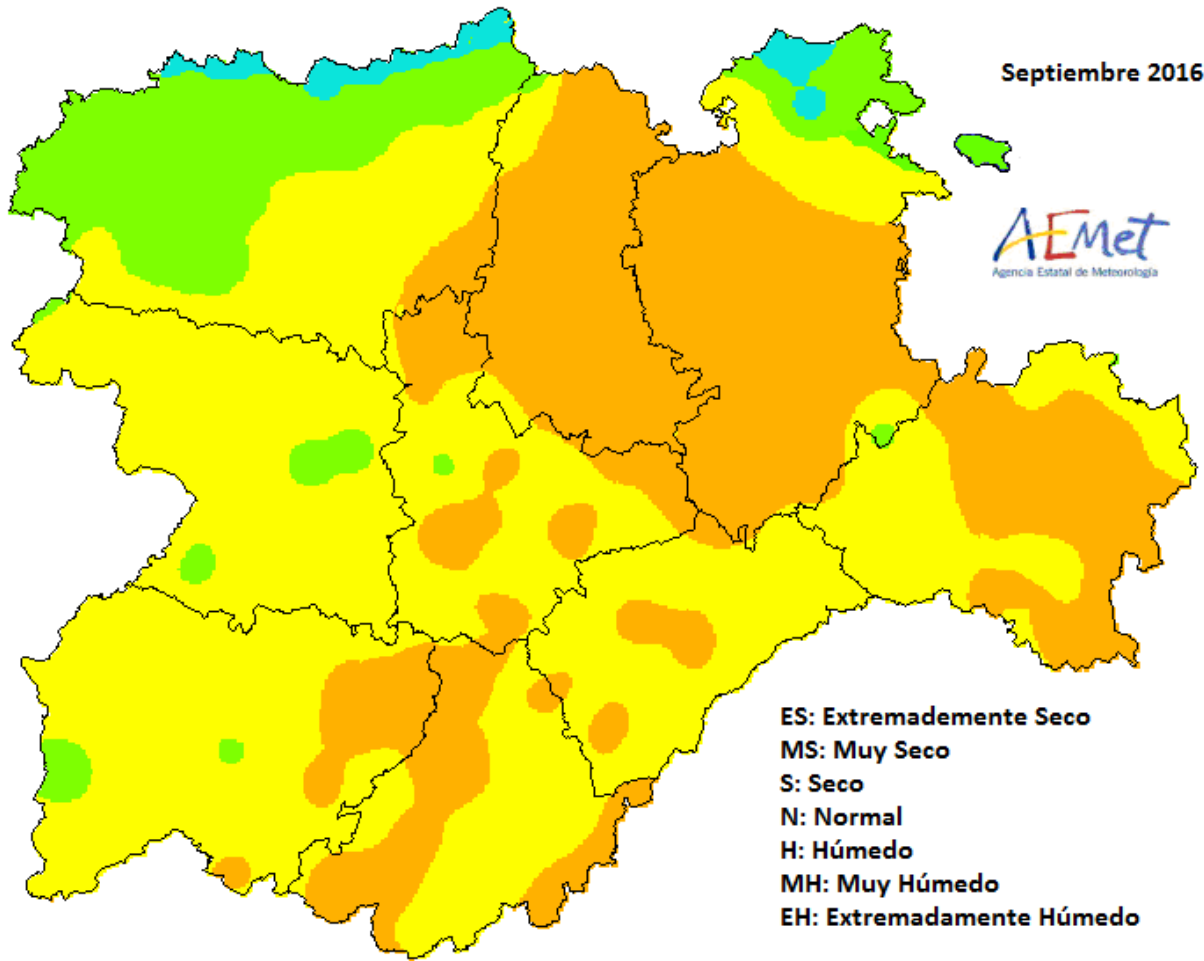 Septiembre 2016
AEMet
Agencia Estatal de Meteorología
ES: Extremademente Seco
MS: Muy Seco
S: Seco
N: Normal
H: Húmedo
MH: Muy Húmedo
EH: Extremadamente Húmedo